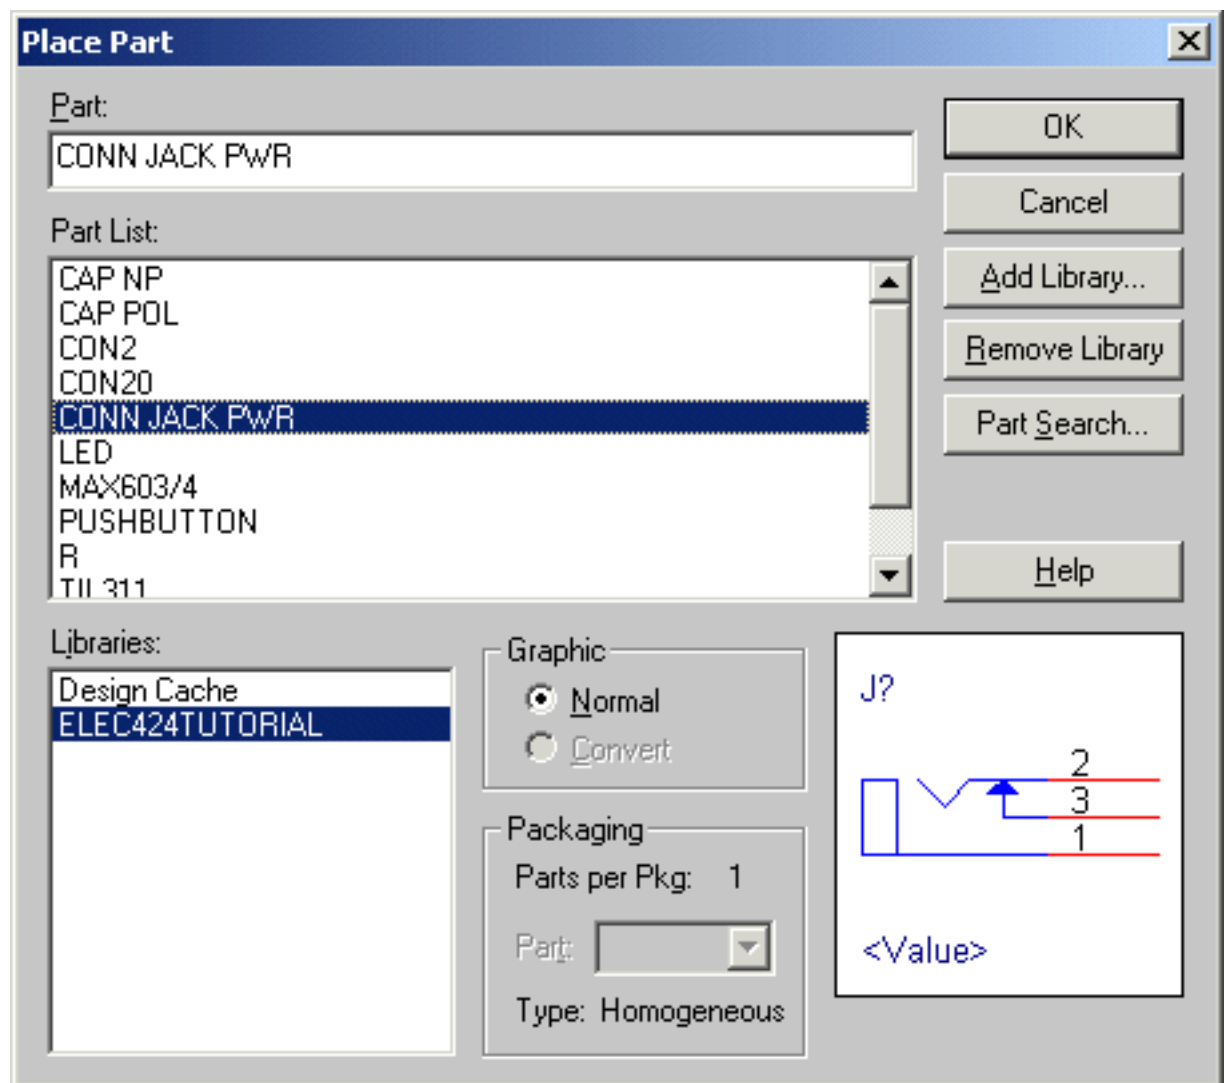 Place Part
Part:
CONN JACK PWR
Part List:
CAP NP
CAP POL
CON2
CON20
CONN JACK PWR
LED
MAX603/4
PUSHBUTTON
R
TIL311
OK
Cancel
Add Library...
Remove Library
Part Search...
Help
Libraries:
Design Cache
ELEC424TUTORIAL
Graphic
Normal
Convert
Packaging
Parts per Pkg: 1
Part:
Type: Homogeneous
J?
2
3
1
<Value>